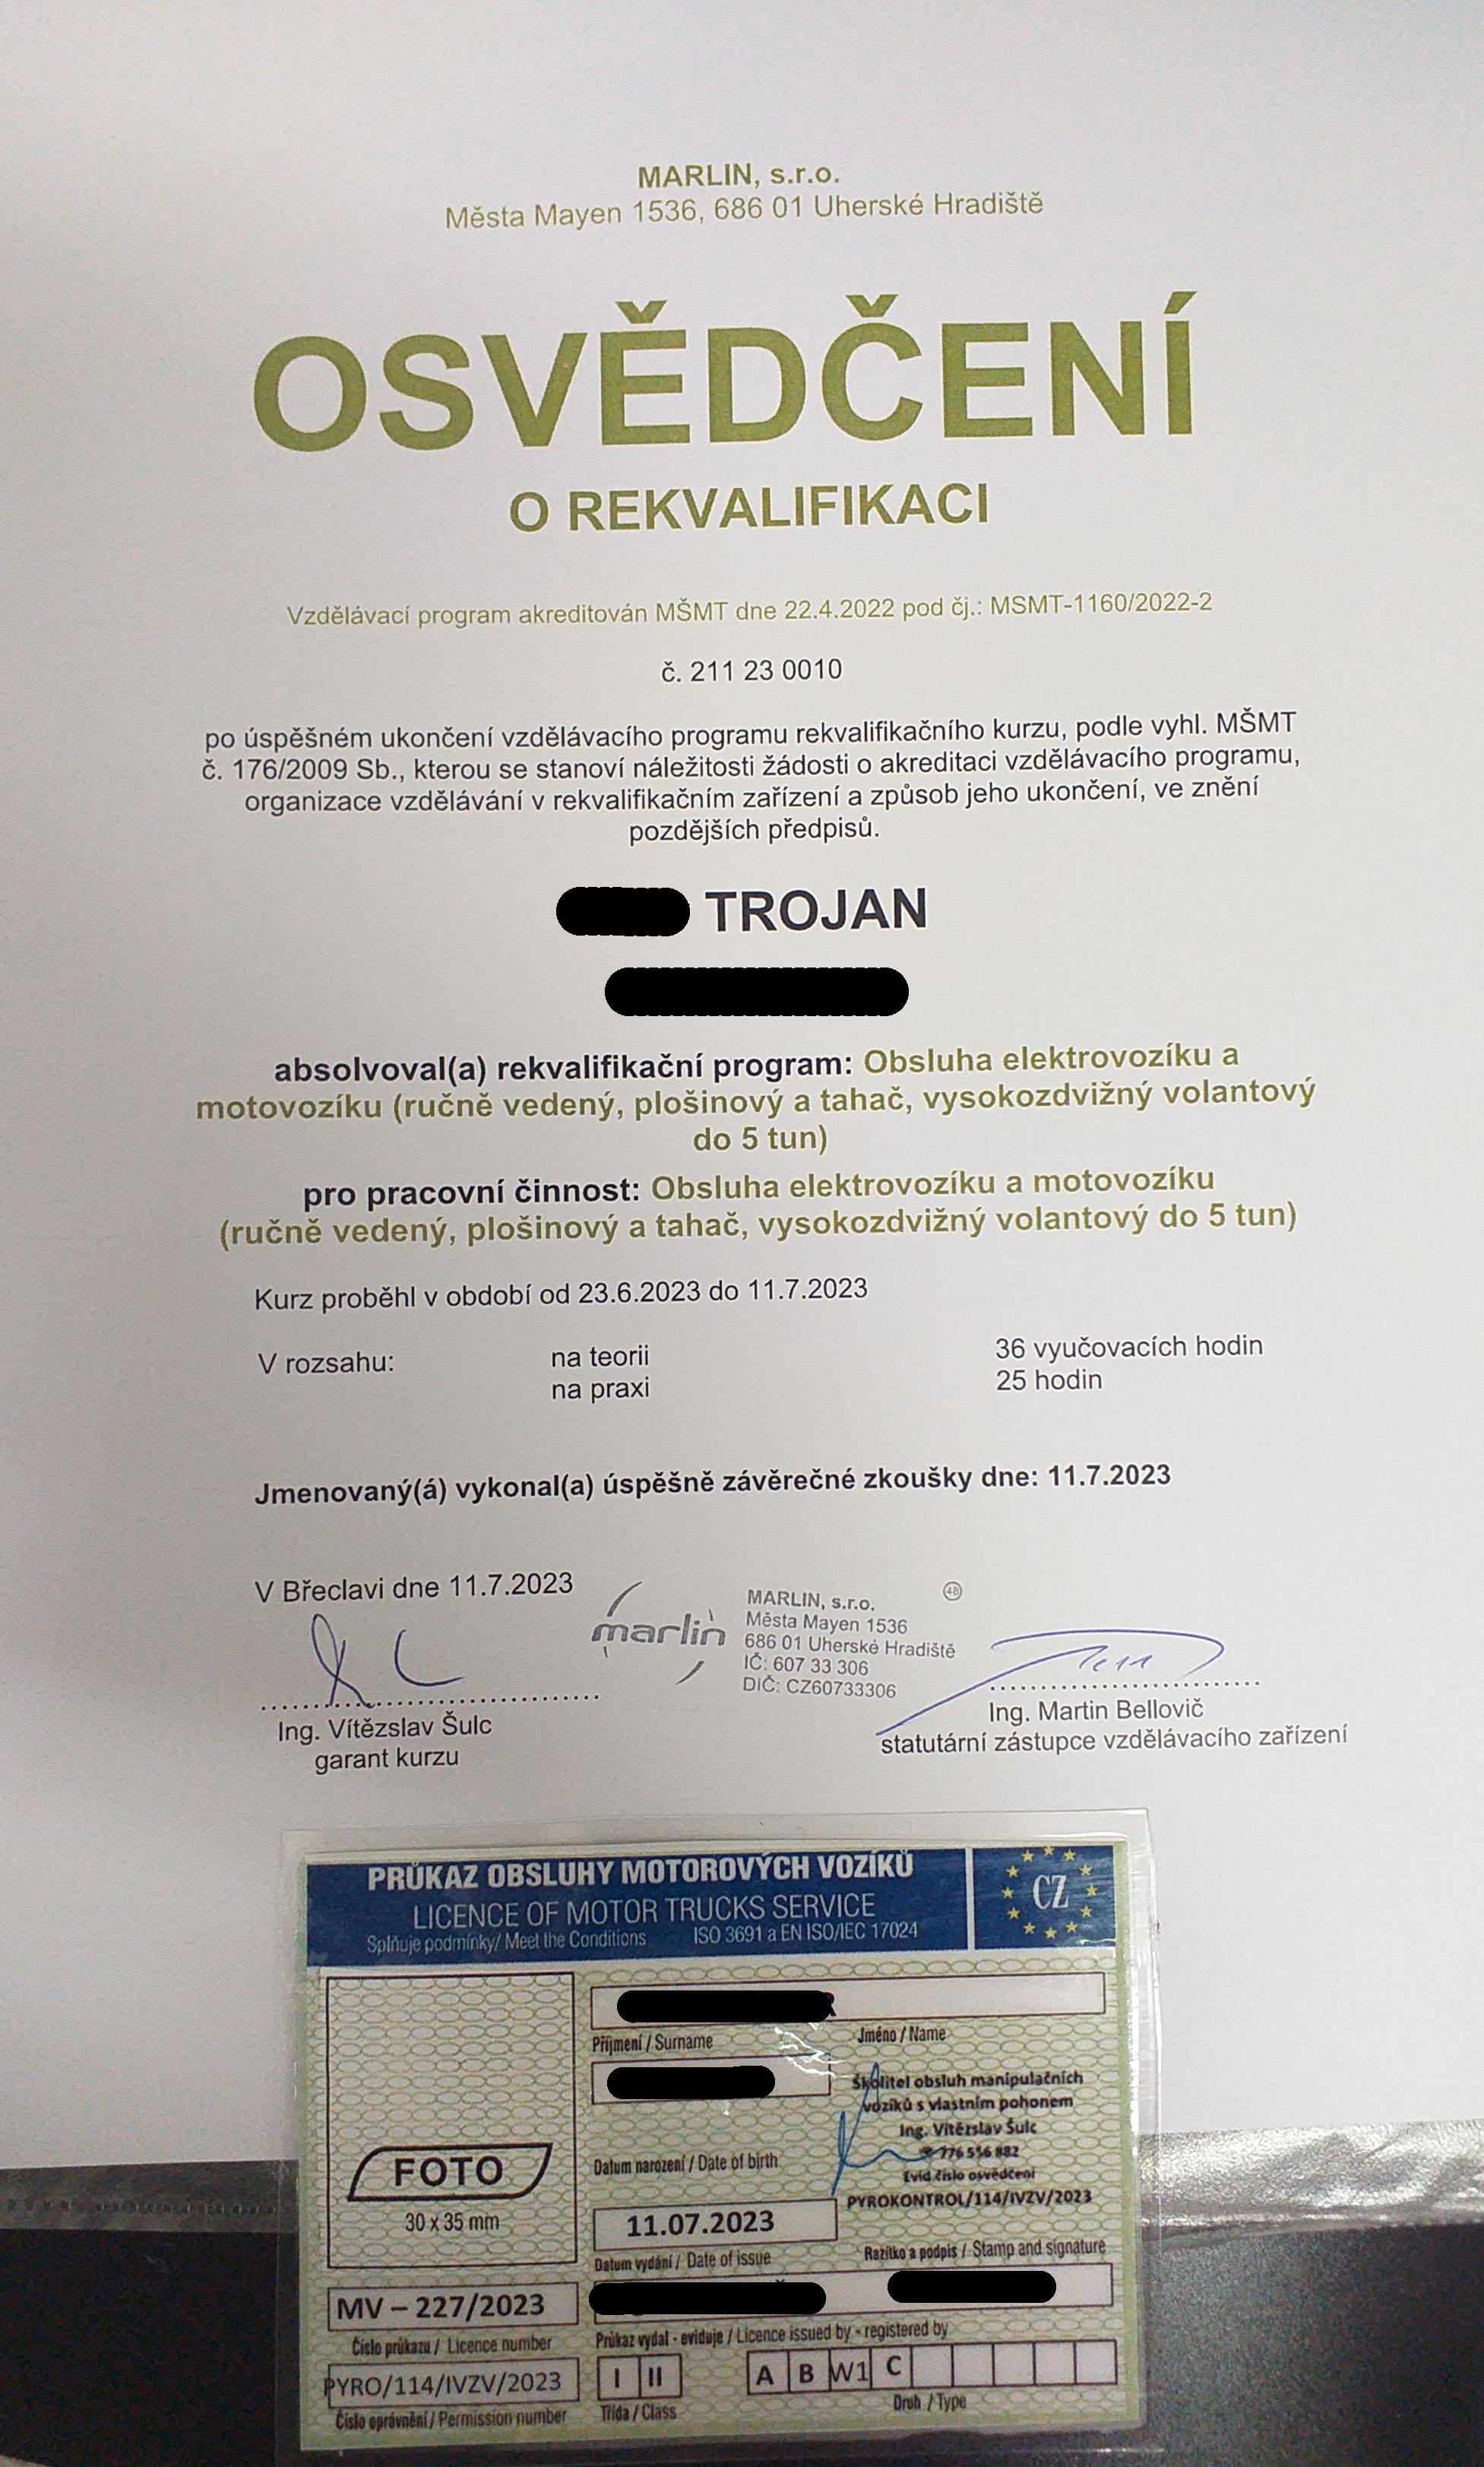 MARLIN, s.r.o.
Města Mayen 1536, 686 01 Uherské Hradiště
OSVĚDČENÍ
O REKVALIFIKACI
Vzdělávací program akreditován MŠMT dne 22.4.2022 pod čj.: MSMT-1160/2022-2
č. 211 23 0010
po úspěšném ukončení vzdělávacího programu rekvalifikačního kurzu, podle vyhl. MŠMT
č. 176/2009 Sb., kterou se stanoví náležitosti žádosti o akreditaci vzdělávacího programu,
organizace vzdělávání v rekvalifikačním zařízení a způsob jeho ukončení, ve znění
pozdějších předpisů.
TROJAN
absolvoval(a) rekvalifikační program: Obsluha elektrovozíku a
motovozíku (ručně vedený, plošinový a tahač, vysokozdvižný volantový
do 5 tun)
pro pracovní činnost: Obsluha elektrovozíku a motovozíku
(ručně vedený, plošinový a tahač, vysokozdvižný volantový do 5 tun)
Kurz proběhl v období od 23.6.2023 do 11.7.2023
V rozsahu: na teorii 36 vyučovacích hodin
na praxi 25 hodin
Jmenovaný(á) vykonal(a) úspěšně závěrečné zkoušky dne: 11.7.2023
V Břeclavi dne 11.7.2023
marlin
MARLIN, s.r.o. 48
Města Mayen 1536
686 01 Uherské Hradiště
IČ: 607 33 306
DIČ: CZ60733306
Ing. Vítězslav Šulc
garant kurzu
Ing. Martin Bellovič
statutární zástupce vzdělávacího zařízení
PRŮKAZ OBSLUHY MOTOROVÝCH VOZÍKŮ
LICENCE OF MOTOR TRUCKS SERVICE
Splňuje podmínky/ Meet the Conditions ISO 3691 a EN ISO/IEC 17024
CZ
Příjmení / Surname Jméno / Name
Školitel obsluh manipulačních
vozíků s vlastním pohonem
Ing. Vítězslav Šulc
776 516 882
Evid číslo osvědčení
PYROKONTROL/114/IVZV/2023
Datum narození / Date of birth
FOTO
30 x 35 mm
11.07.2023
Datum vydání / Date of issue
Razítko a podpis / Stamp and signature
MV – 227/2023
Číslo průkazu / Licence number
Průkaz vydal - eviduje / Licence issued by - registered by
PYRO/114/IVZV/2023
Číslo oprávnění / Permission number
I II
Třída / Class
A B W1 C
Druh / Type